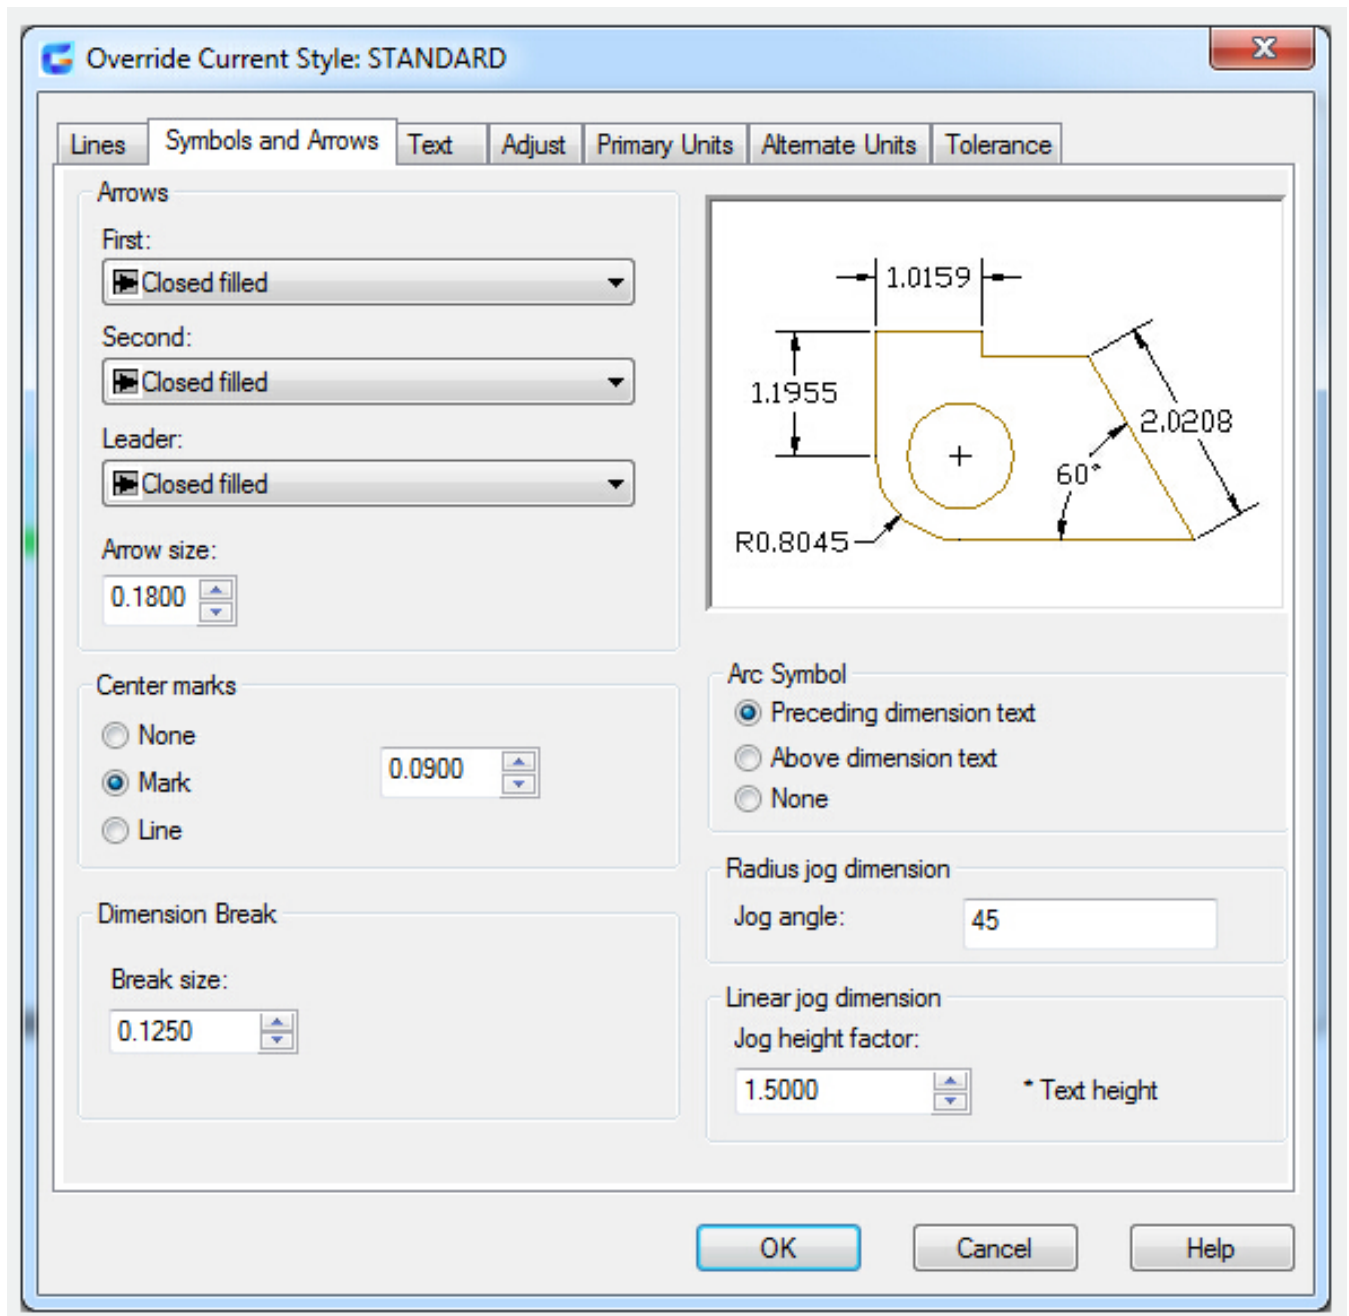 Override Current Style: STANDARD
Lines
Symbols and Arrows
Text
Adjust
Primary Units
Alternate Units
Tolerance
Arrows
First:
Closed filled
Second:
Closed filled
Leader:
Closed filled
Arrow size:
0.1800
1.0159
1.1955
2.0208
60°
R0.8045
Center marks
None
Mark
0.0900
Line
Dimension Break
Break size:
0.1250
Arc Symbol
Preceding dimension text
Above dimension text
None
Radius jog dimension
Jog angle:
45
Linear jog dimension
Jog height factor:
1.5000
* Text height
OK
Cancel
Help